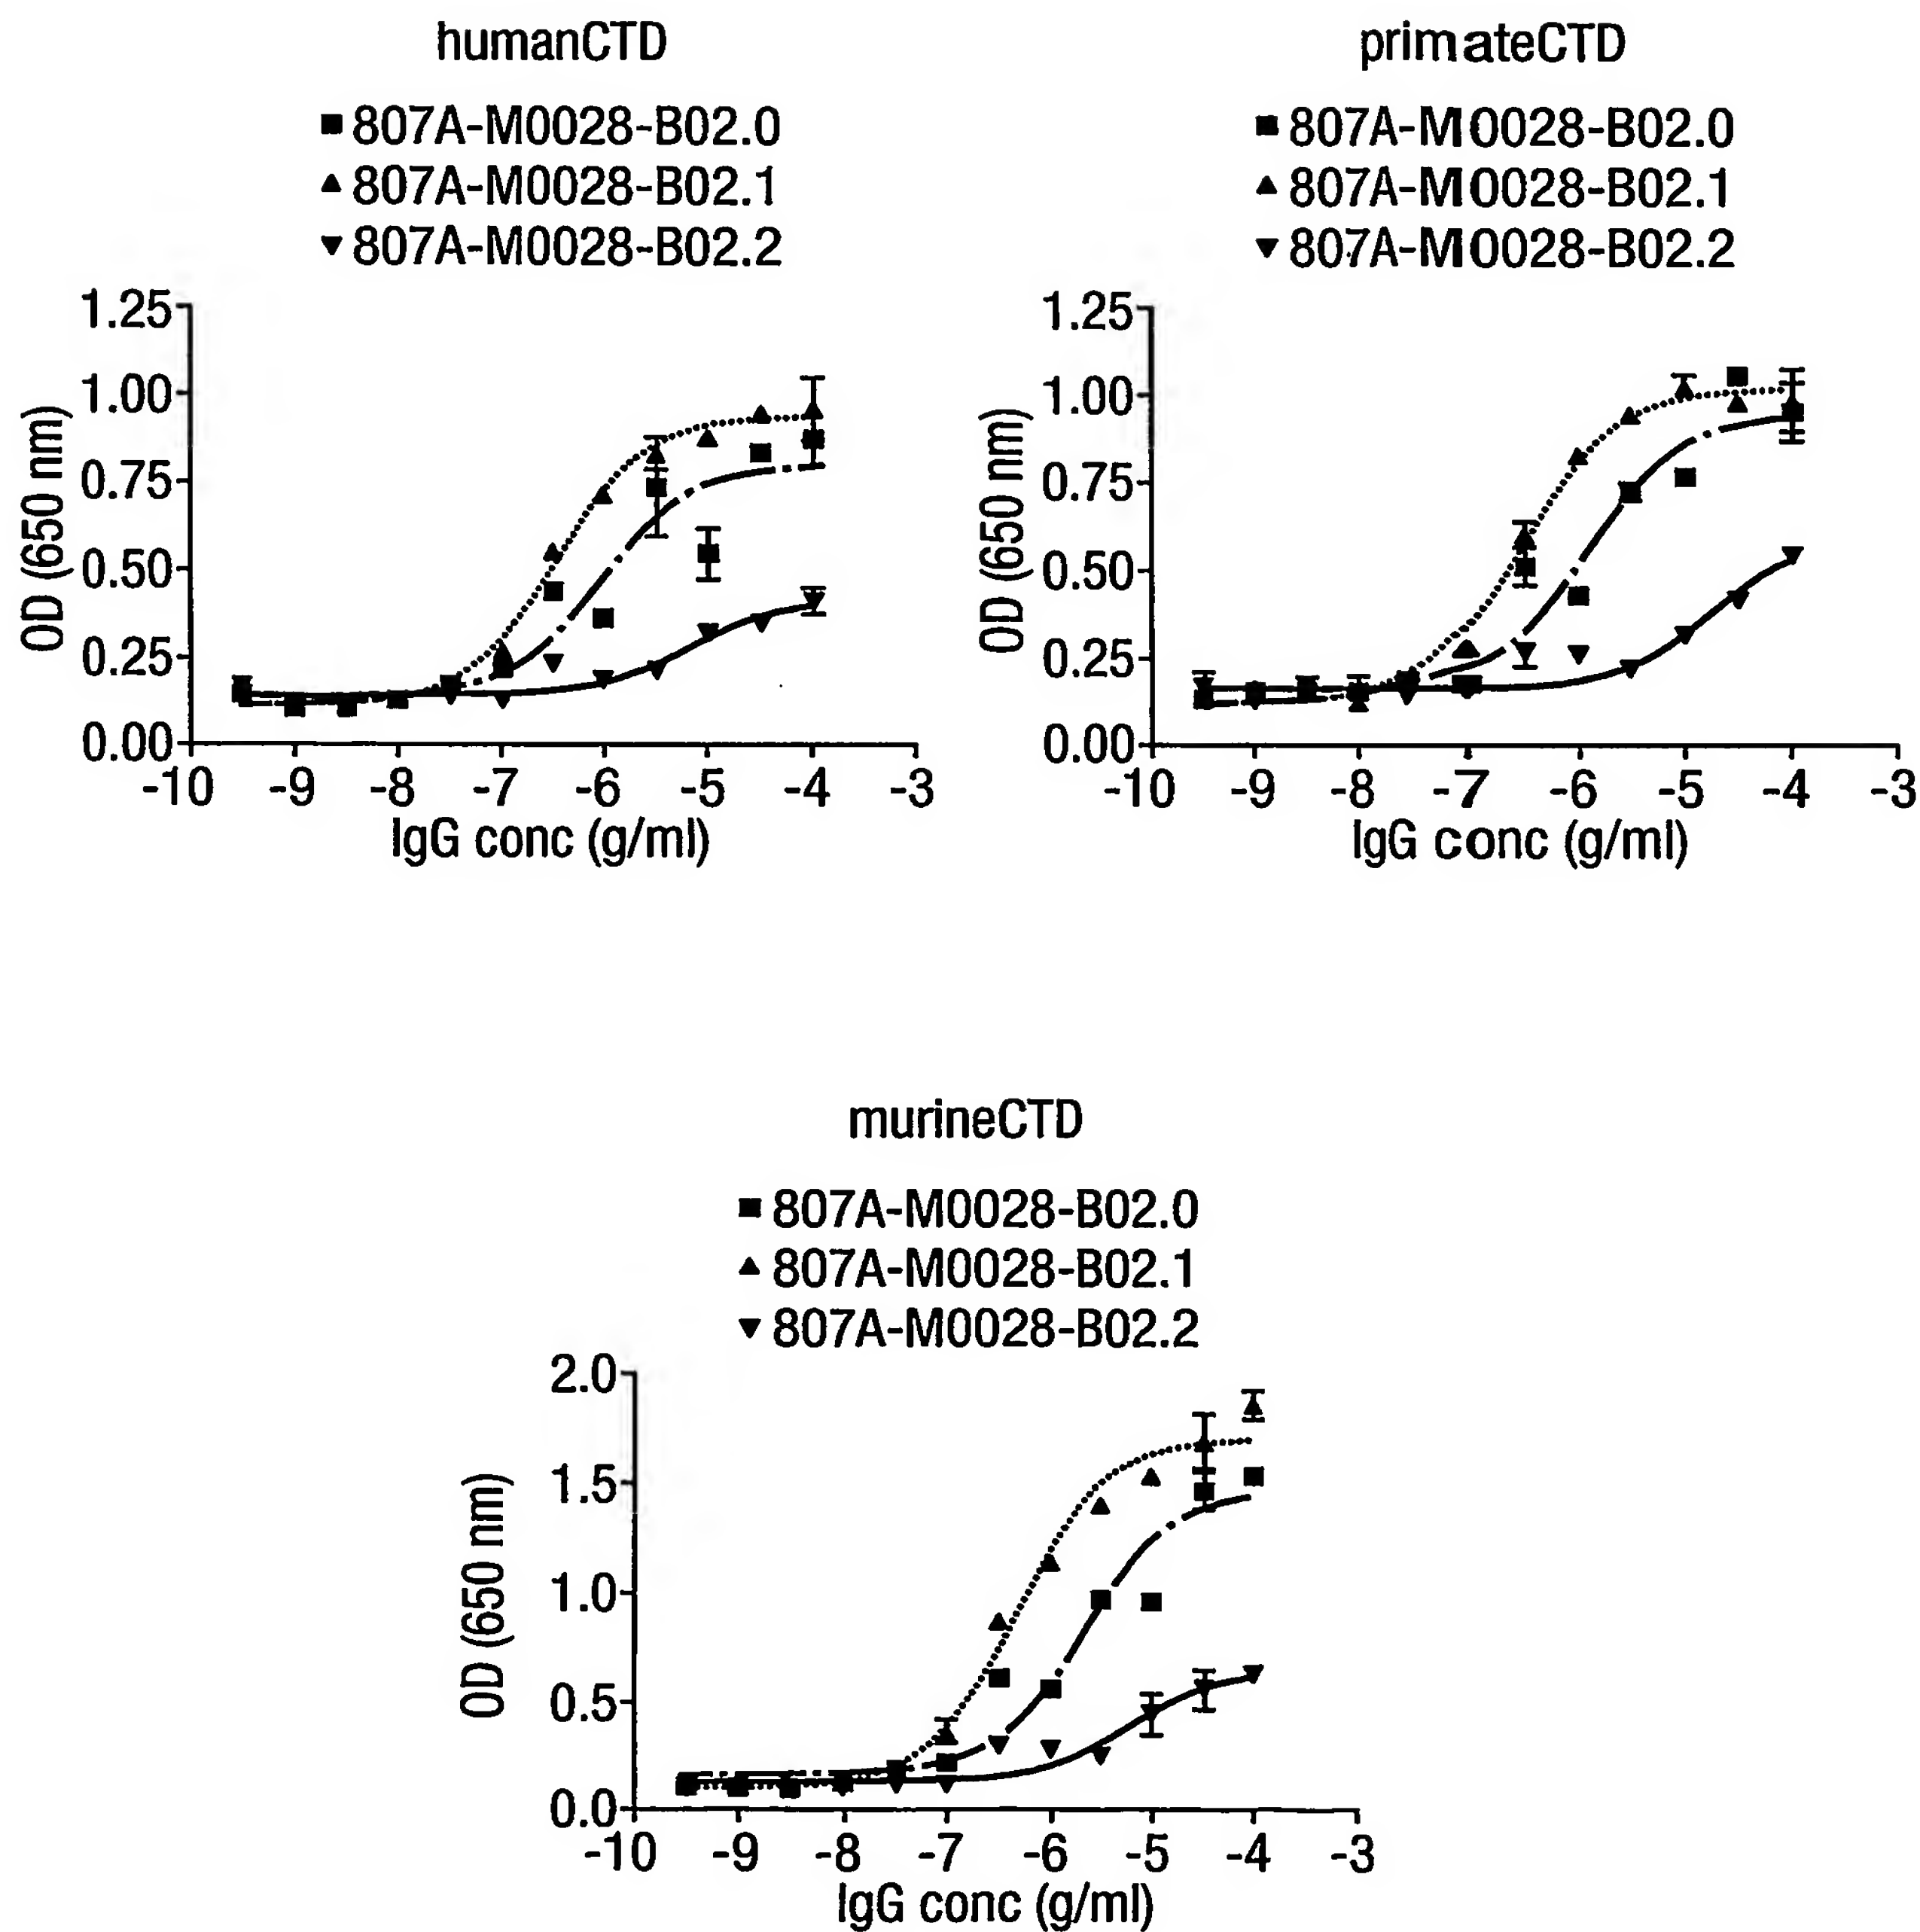 humanCTD
■ 807A-M0028-B02.0
▲ 807A-M0028-B02.1
▼ 807A-M0028-B02.2
1.25
1.00
0.75
0.50
0.25
0.00
OD (650 nm)
-10 -9 -8 -7 -6 -5 -4 -3
IgG conc (g/ml)
primateCTD
■ 807A-M0028-B02.0
▲ 807A-M0028-B02.1
▼ 807A-M0028-B02.2
1.25
1.00
0.75
0.50
0.25
0.00
OD (650 nm)
-10 -9 -8 -7 -6 -5 -4 -3
IgG conc (g/ml)
murineCTD
■ 807A-M0028-B02.0
▲ 807A-M0028-B02.1
▼ 807A-M0028-B02.2
2.0
1.5
1.0
0.5
0.0
OD (650 nm)
-10 -9 -8 -7 -6 -5 -4 -3
IgG conc (g/ml)